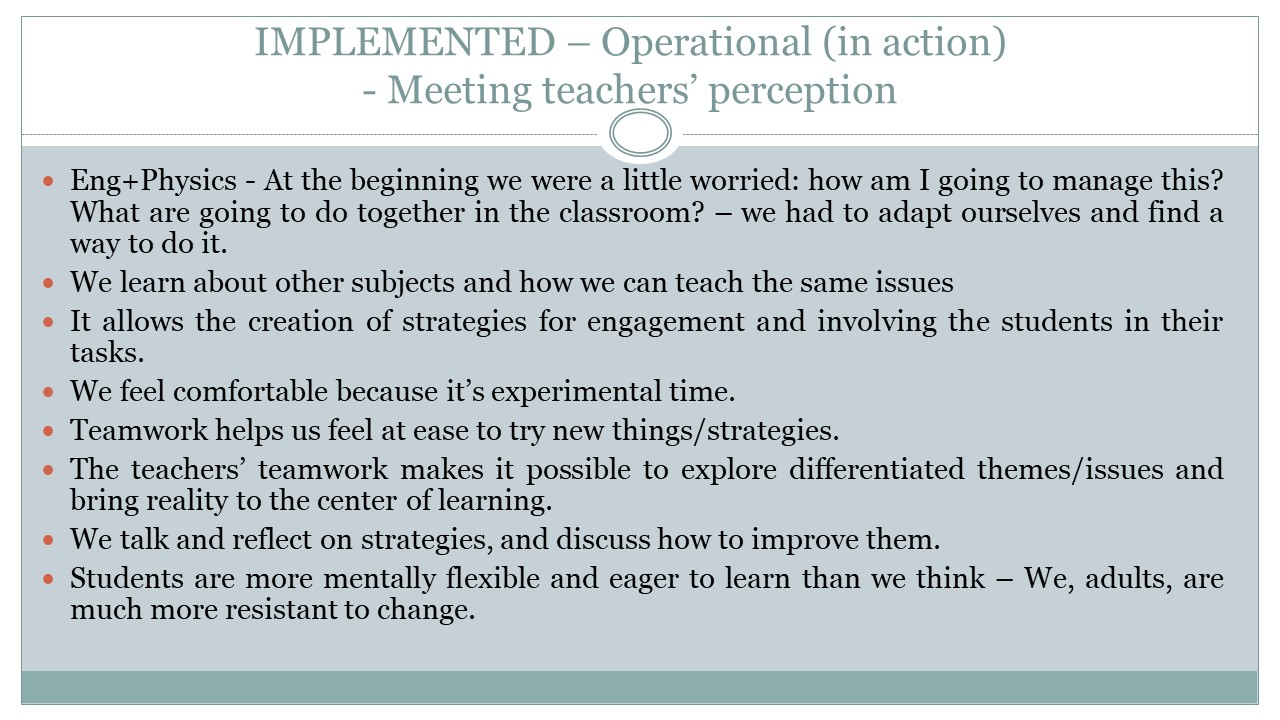 IMPLEMENTED – Operational (in action)
- Meeting teachers’ perception
• Eng+Physics - At the beginning we were a little worried: how am I going to manage this?
What are going to do together in the classroom? – we had to adapt ourselves and find a
way to do it.
• We learn about other subjects and how we can teach the same issues
• It allows the creation of strategies for engagement and involving the students in their
tasks.
• We feel comfortable because it’s experimental time.
• Teamwork helps us feel at ease to try new things/strategies.
• The teachers’ teamwork makes it possible to explore differentiated themes/issues and
bring reality to the center of learning.
• We talk and reflect on strategies, and discuss how to improve them.
• Students are more mentally flexible and eager to learn than we think – We, adults, are
much more resistant to change.